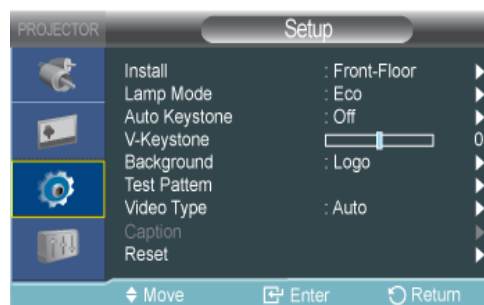 PROJECTOR
Setup
Install : Front-Floor
Lamp Mode : Eco
Auto Keystone : Off
V-Keystone 0
Background : Logo
Test Pattern
Video Type : Auto
Caption
Reset
Move Enter Return